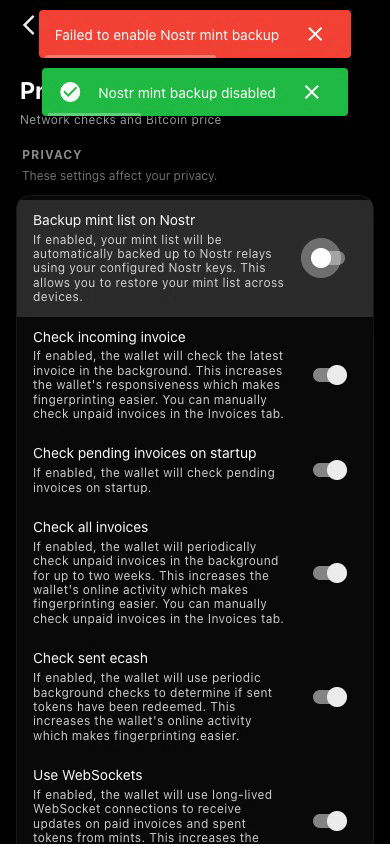 Failed to enable Nostr mint backup
Nostr mint backup disabled
Network checks and Bitcoin price
PRIVACY
These settings affect your privacy.
Backup mint list on Nostr
If enabled, your mint list will be
automatically backed up to Nostr relays
using your configured Nostr keys. This
allows you to restore your mint list across
devices.
Check incoming invoice
If enabled, the wallet will check the latest
invoice in the background. This increases
the wallet's responsiveness which makes
fingerprinting easier. You can manually
check unpaid invoices in the Invoices tab.
Check pending invoices on startup
If enabled, the wallet will check pending
invoices on startup.
Check all invoices
If enabled, the wallet will periodically
check unpaid invoices in the background
for up to two weeks. This increases the
wallet's online activity which makes
fingerprinting easier. You can manually
check unpaid invoices in the Invoices tab.
Check sent ecash
If enabled, the wallet will use periodic
background checks to determine if sent
tokens have been redeemed. This
increases the wallet's online activity
which makes fingerprinting easier.
Use WebSockets
If enabled, the wallet will use long-lived
WebSocket connections to receive
updates on paid invoices and spent
tokens from mints. This increases the